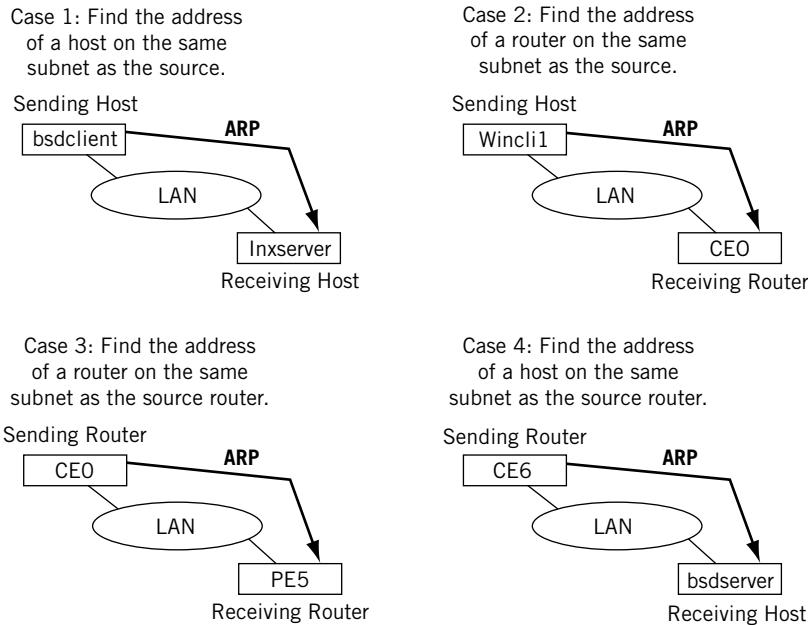 Case 1: Find the address
of a host on the same
subnet as the source.
Sending Host
bsdclient
ARP
LAN
Inxserver
Receiving Host
Case 2: Find the address
of a router on the same
subnet as the source.
Sending Host
Wincli1
ARP
LAN
CE0
Receiving Router
Case 3: Find the address
of a router on the same
subnet as the source router.
Sending Router
CE0
ARP
LAN
PE5
Receiving Router
Case 4: Find the address
of a host on the same
subnet as the source router.
Sending Router
CE6
ARP
LAN
bsdserver
Receiving Host